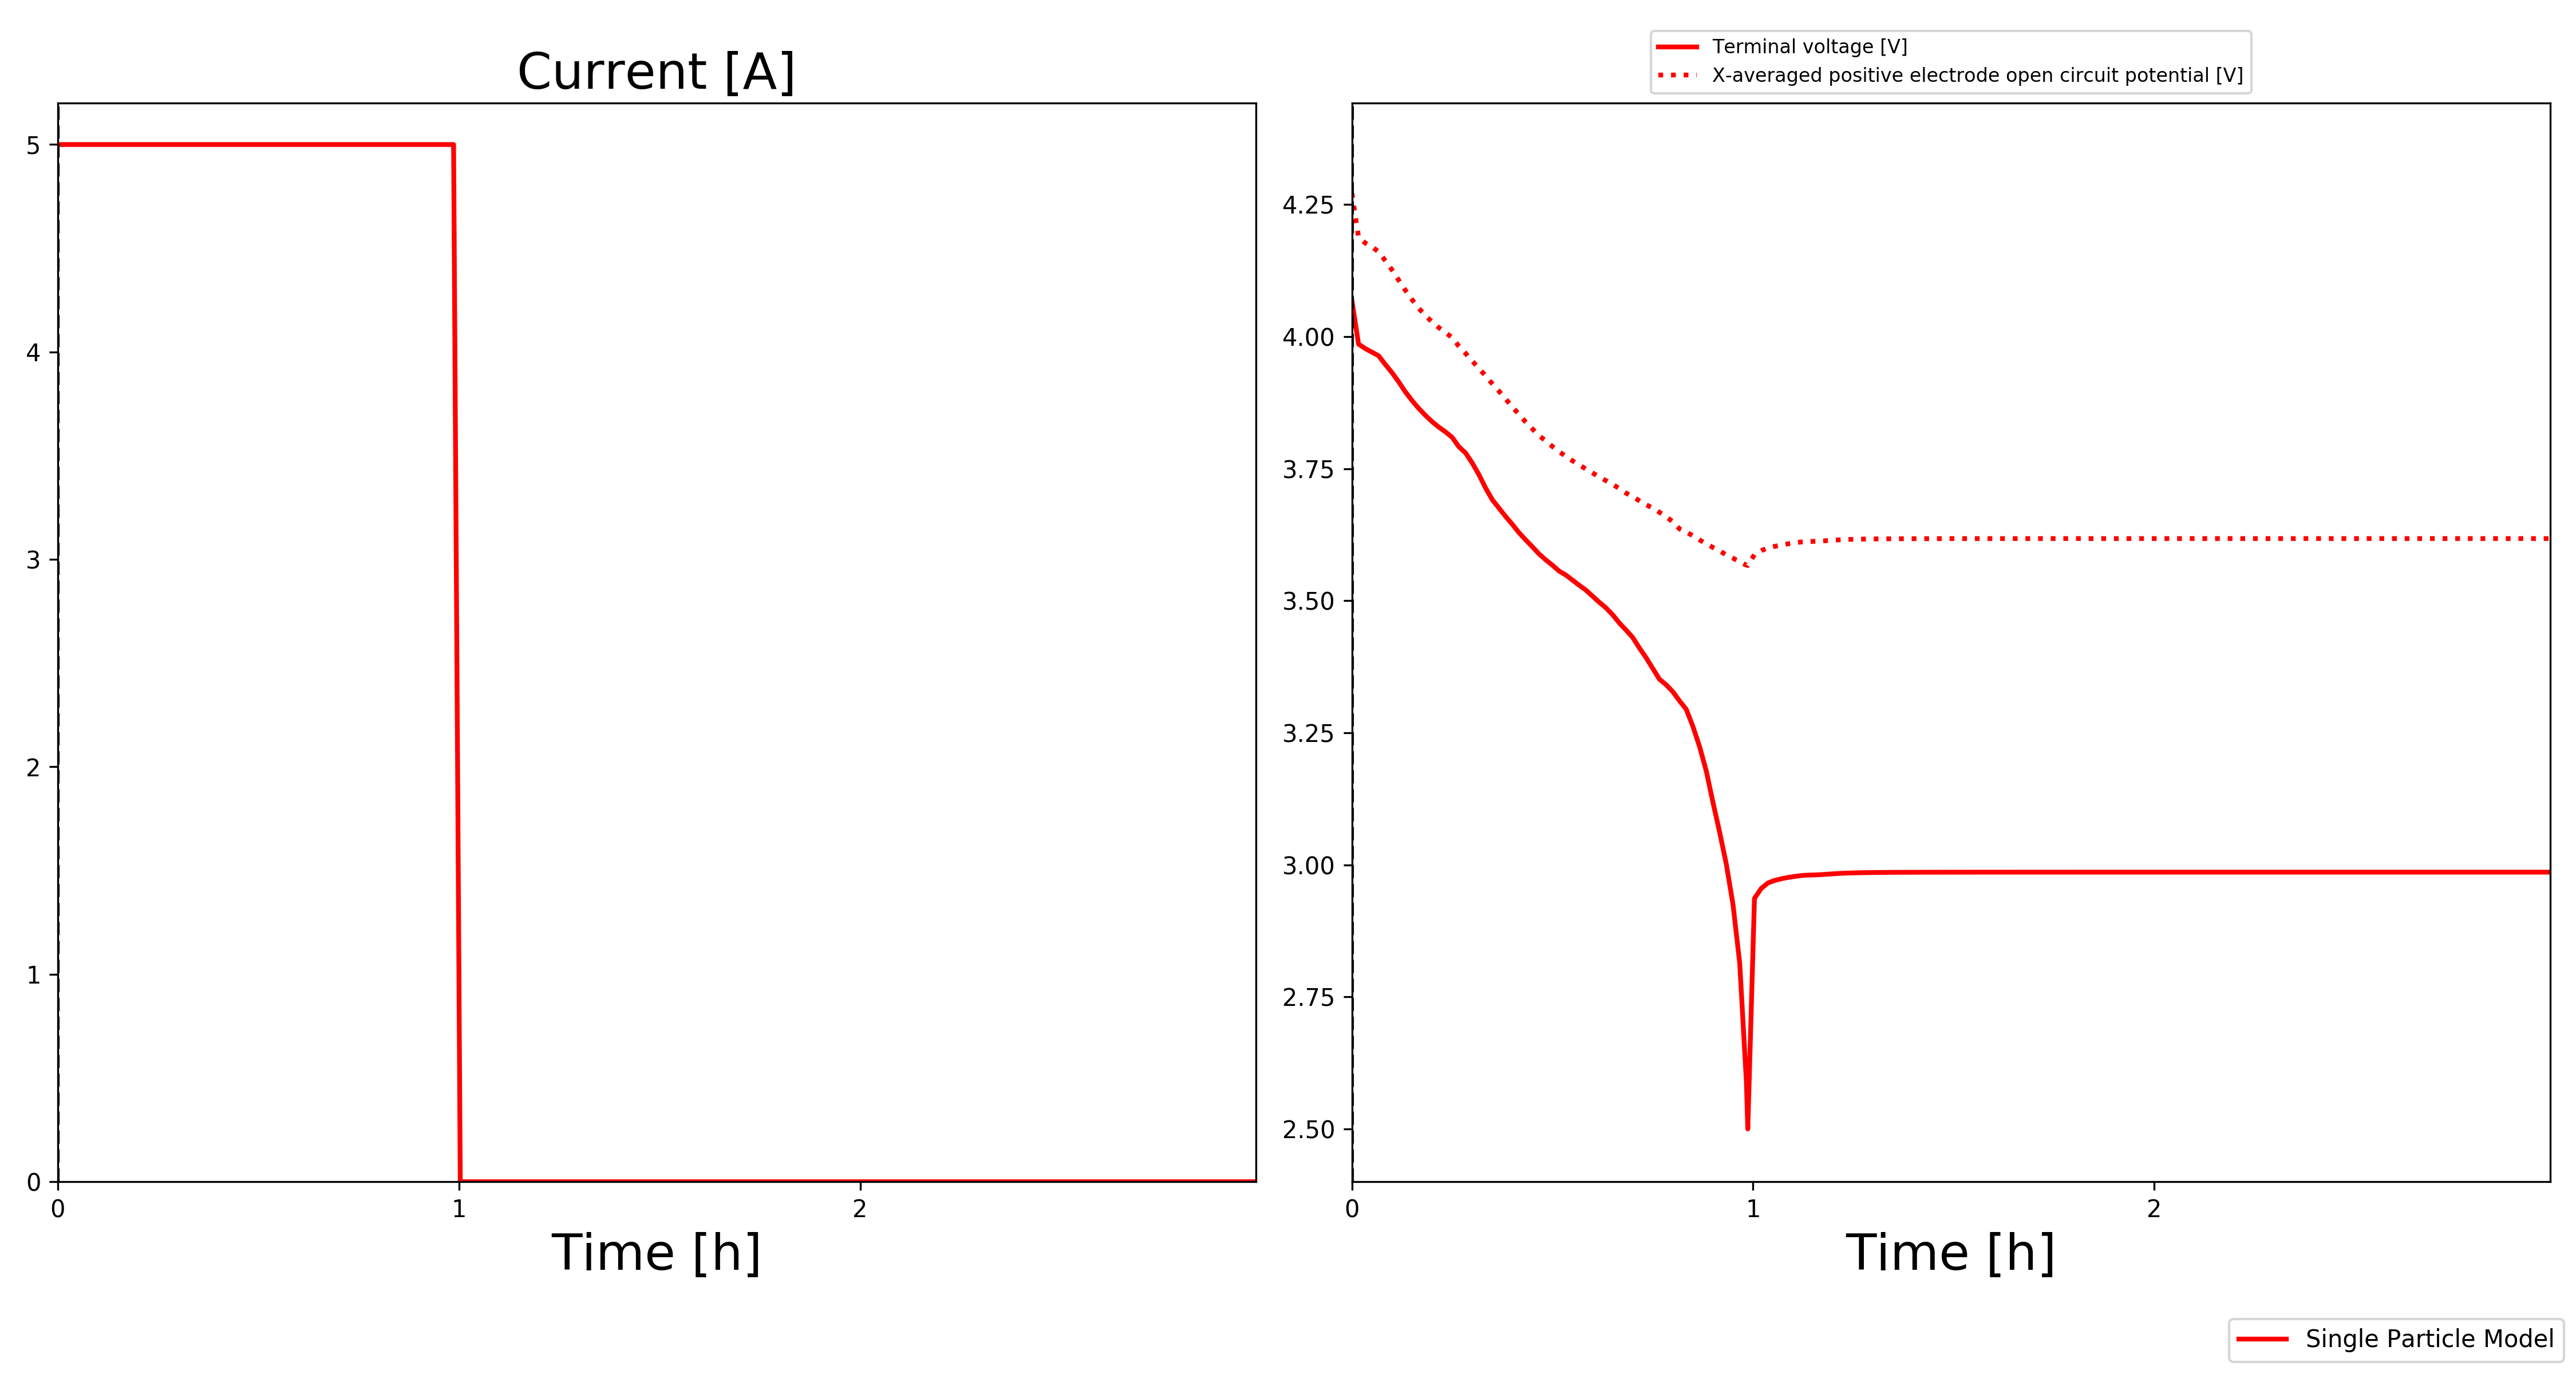 Current [A]
5
4
3
2
1
0
0 1 2
Time [h]
Terminal voltage [V]
X-averaged positive electrode open circuit potential [V]
4.25
4.00
3.75
3.50
3.25
3.00
2.75
2.50
0 1 2
Time [h]
Single Particle Model